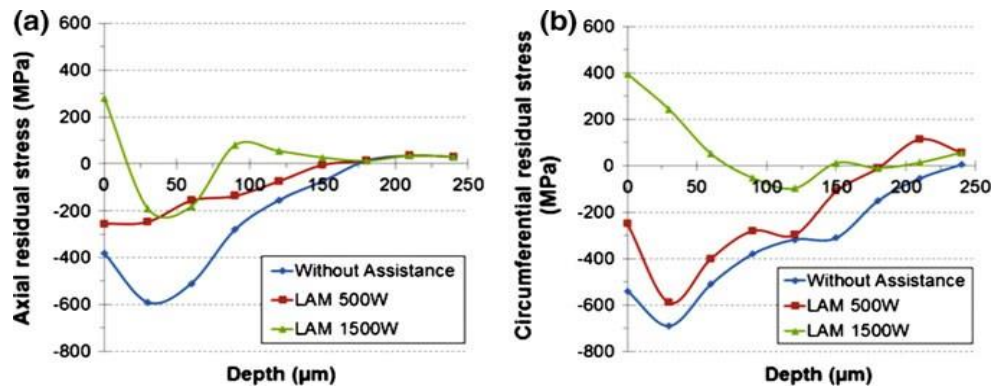 (a)
Axial residual stress (MPa)
600
400
200
0
-200
-400
-600
-800
0
50
100
150
200
250
Without Assistance
LAM 500W
LAM 1500W
Depth (µm)
(b)
Circumferential residual stress
(MPa)
600
400
200
0
-200
-400
-600
-800
0
50
100
150
200
250
Without Assistance
LAM 500W
LAM 1500W
Depth (µm)